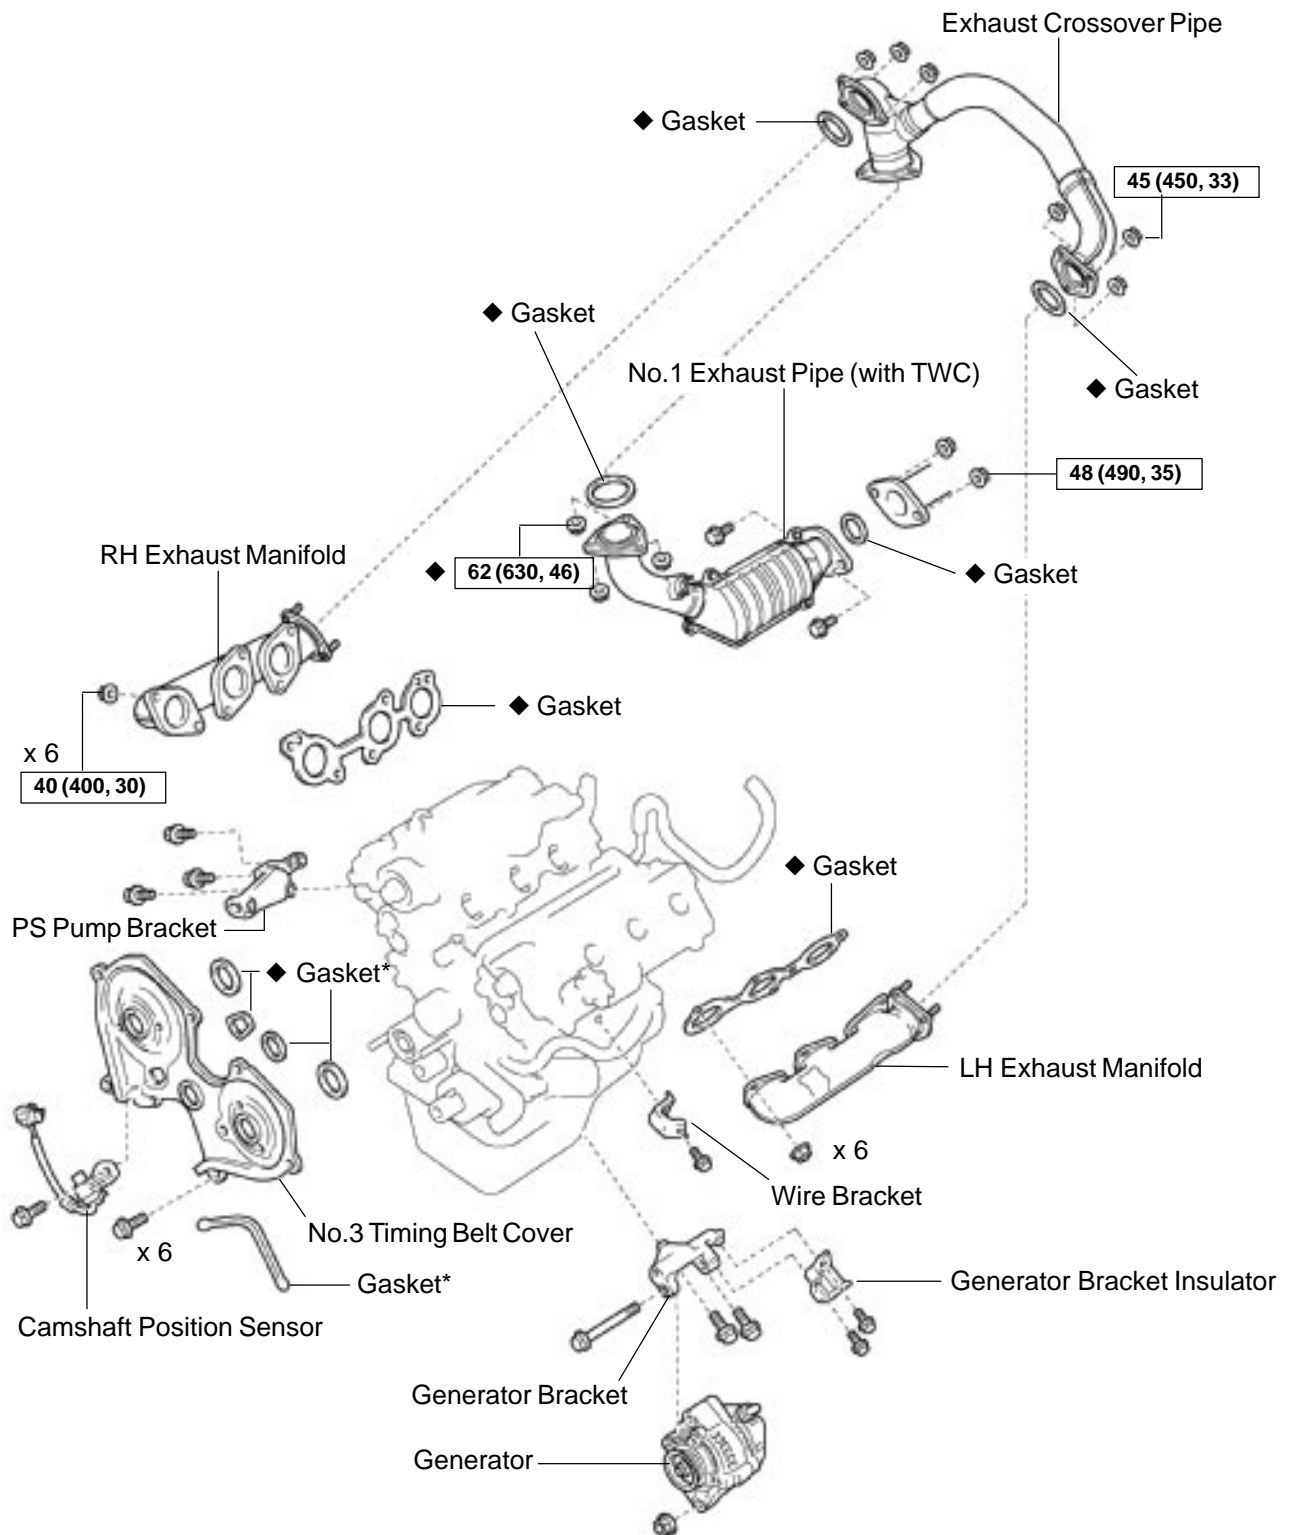 Exhaust Crossover Pipe
◆ Gasket
45 (450, 33)
◆ Gasket
No.1 Exhaust Pipe (with TWC)
◆ Gasket
48 (490, 35)
RH Exhaust Manifold
◆ 62 (630, 46)
◆ Gasket
◆ Gasket
x 6
40 (400, 30)
◆ Gasket
PS Pump Bracket
◆ Gasket*
LH Exhaust Manifold
x 6
Wire Bracket
No.3 Timing Belt Cover
x 6
Gasket*
Generator Bracket Insulator
Camshaft Position Sensor
Generator Bracket
Generator